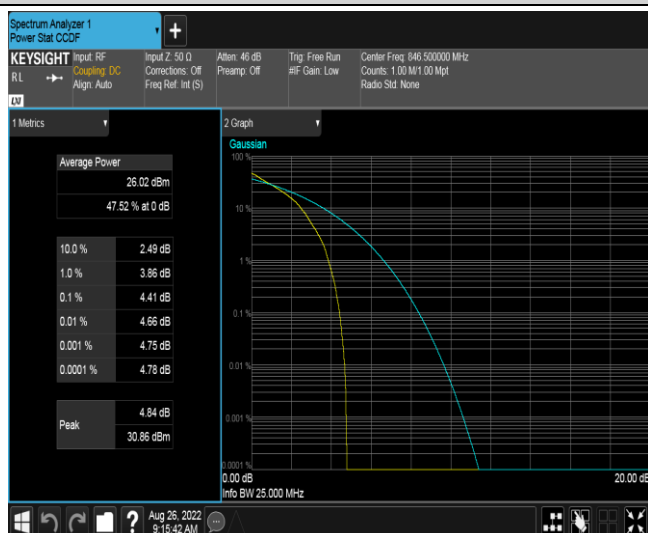 Spectrum Analyzer 1
Power Stat CCDF
KEYSIGHT
RL
LXI
Input: RF
Coupling: DC
Align: Auto
Input Z: 50 Ω
Corrections: Off
Freq Ref: Int (S)
Atten: 46 dB
Preamp: Off
Trig: Free Run
#IF Gain: Low
Center Freq: 846.500000 MHz
Counts: 1.00 M/1.00 Mpt
Radio Std: None
1 Metrics
Average Power
26.02 dBm
47.52 % at 0 dB
10.0 % 2.49 dB
1.0 % 3.86 dB
0.1 % 4.41 dB
0.01 % 4.66 dB
0.001 % 4.75 dB
0.0001 % 4.78 dB
Peak 4.84 dB
30.86 dBm
2 Graph
Gaussian
100 %
10 %
1 %
0.1 %
0.01 %
0.001 %
0.0001 %
0.00 dB 20.00 dB
Info BW 25.000 MHz
?
Aug 26, 2022
9:15:42 AM